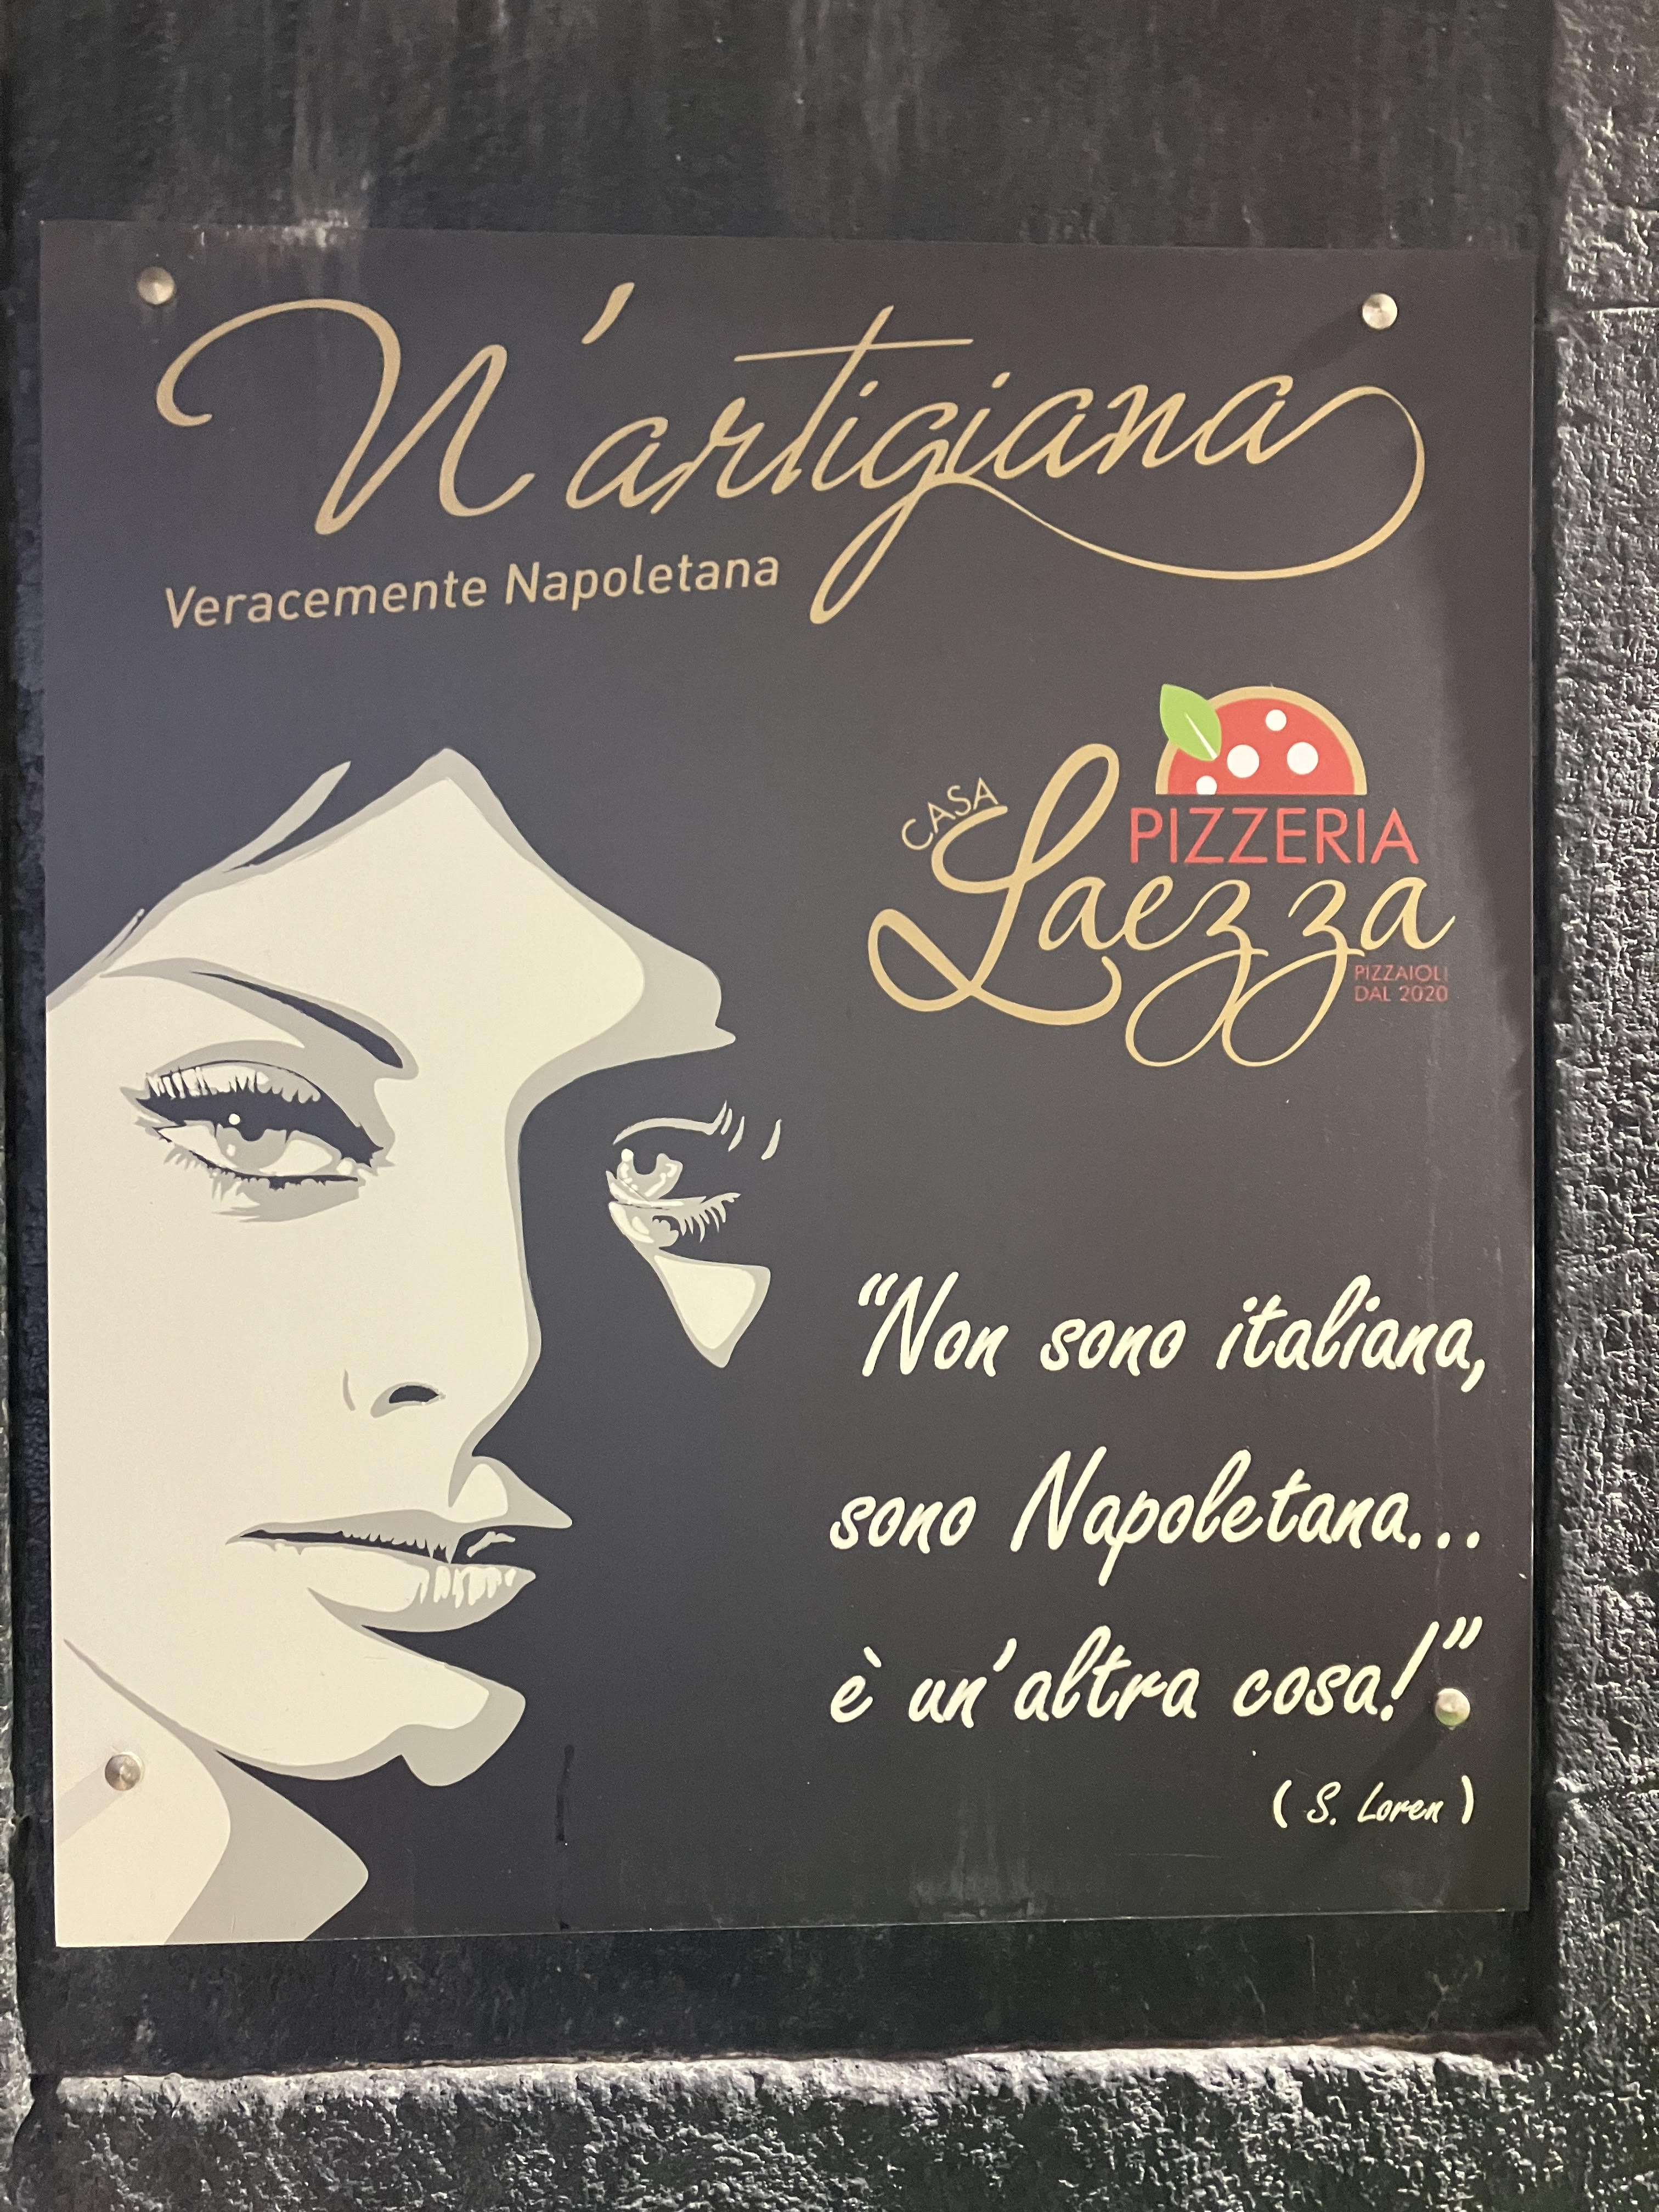 N'artigiana
Veracemente Napoletana
CASA
PIZZERIA
Laezza
PIZZAIOLI
DAL 2020
“Non sono italiana,
sono Napoletana...
è un'altra cosa!”
( S. Loren )